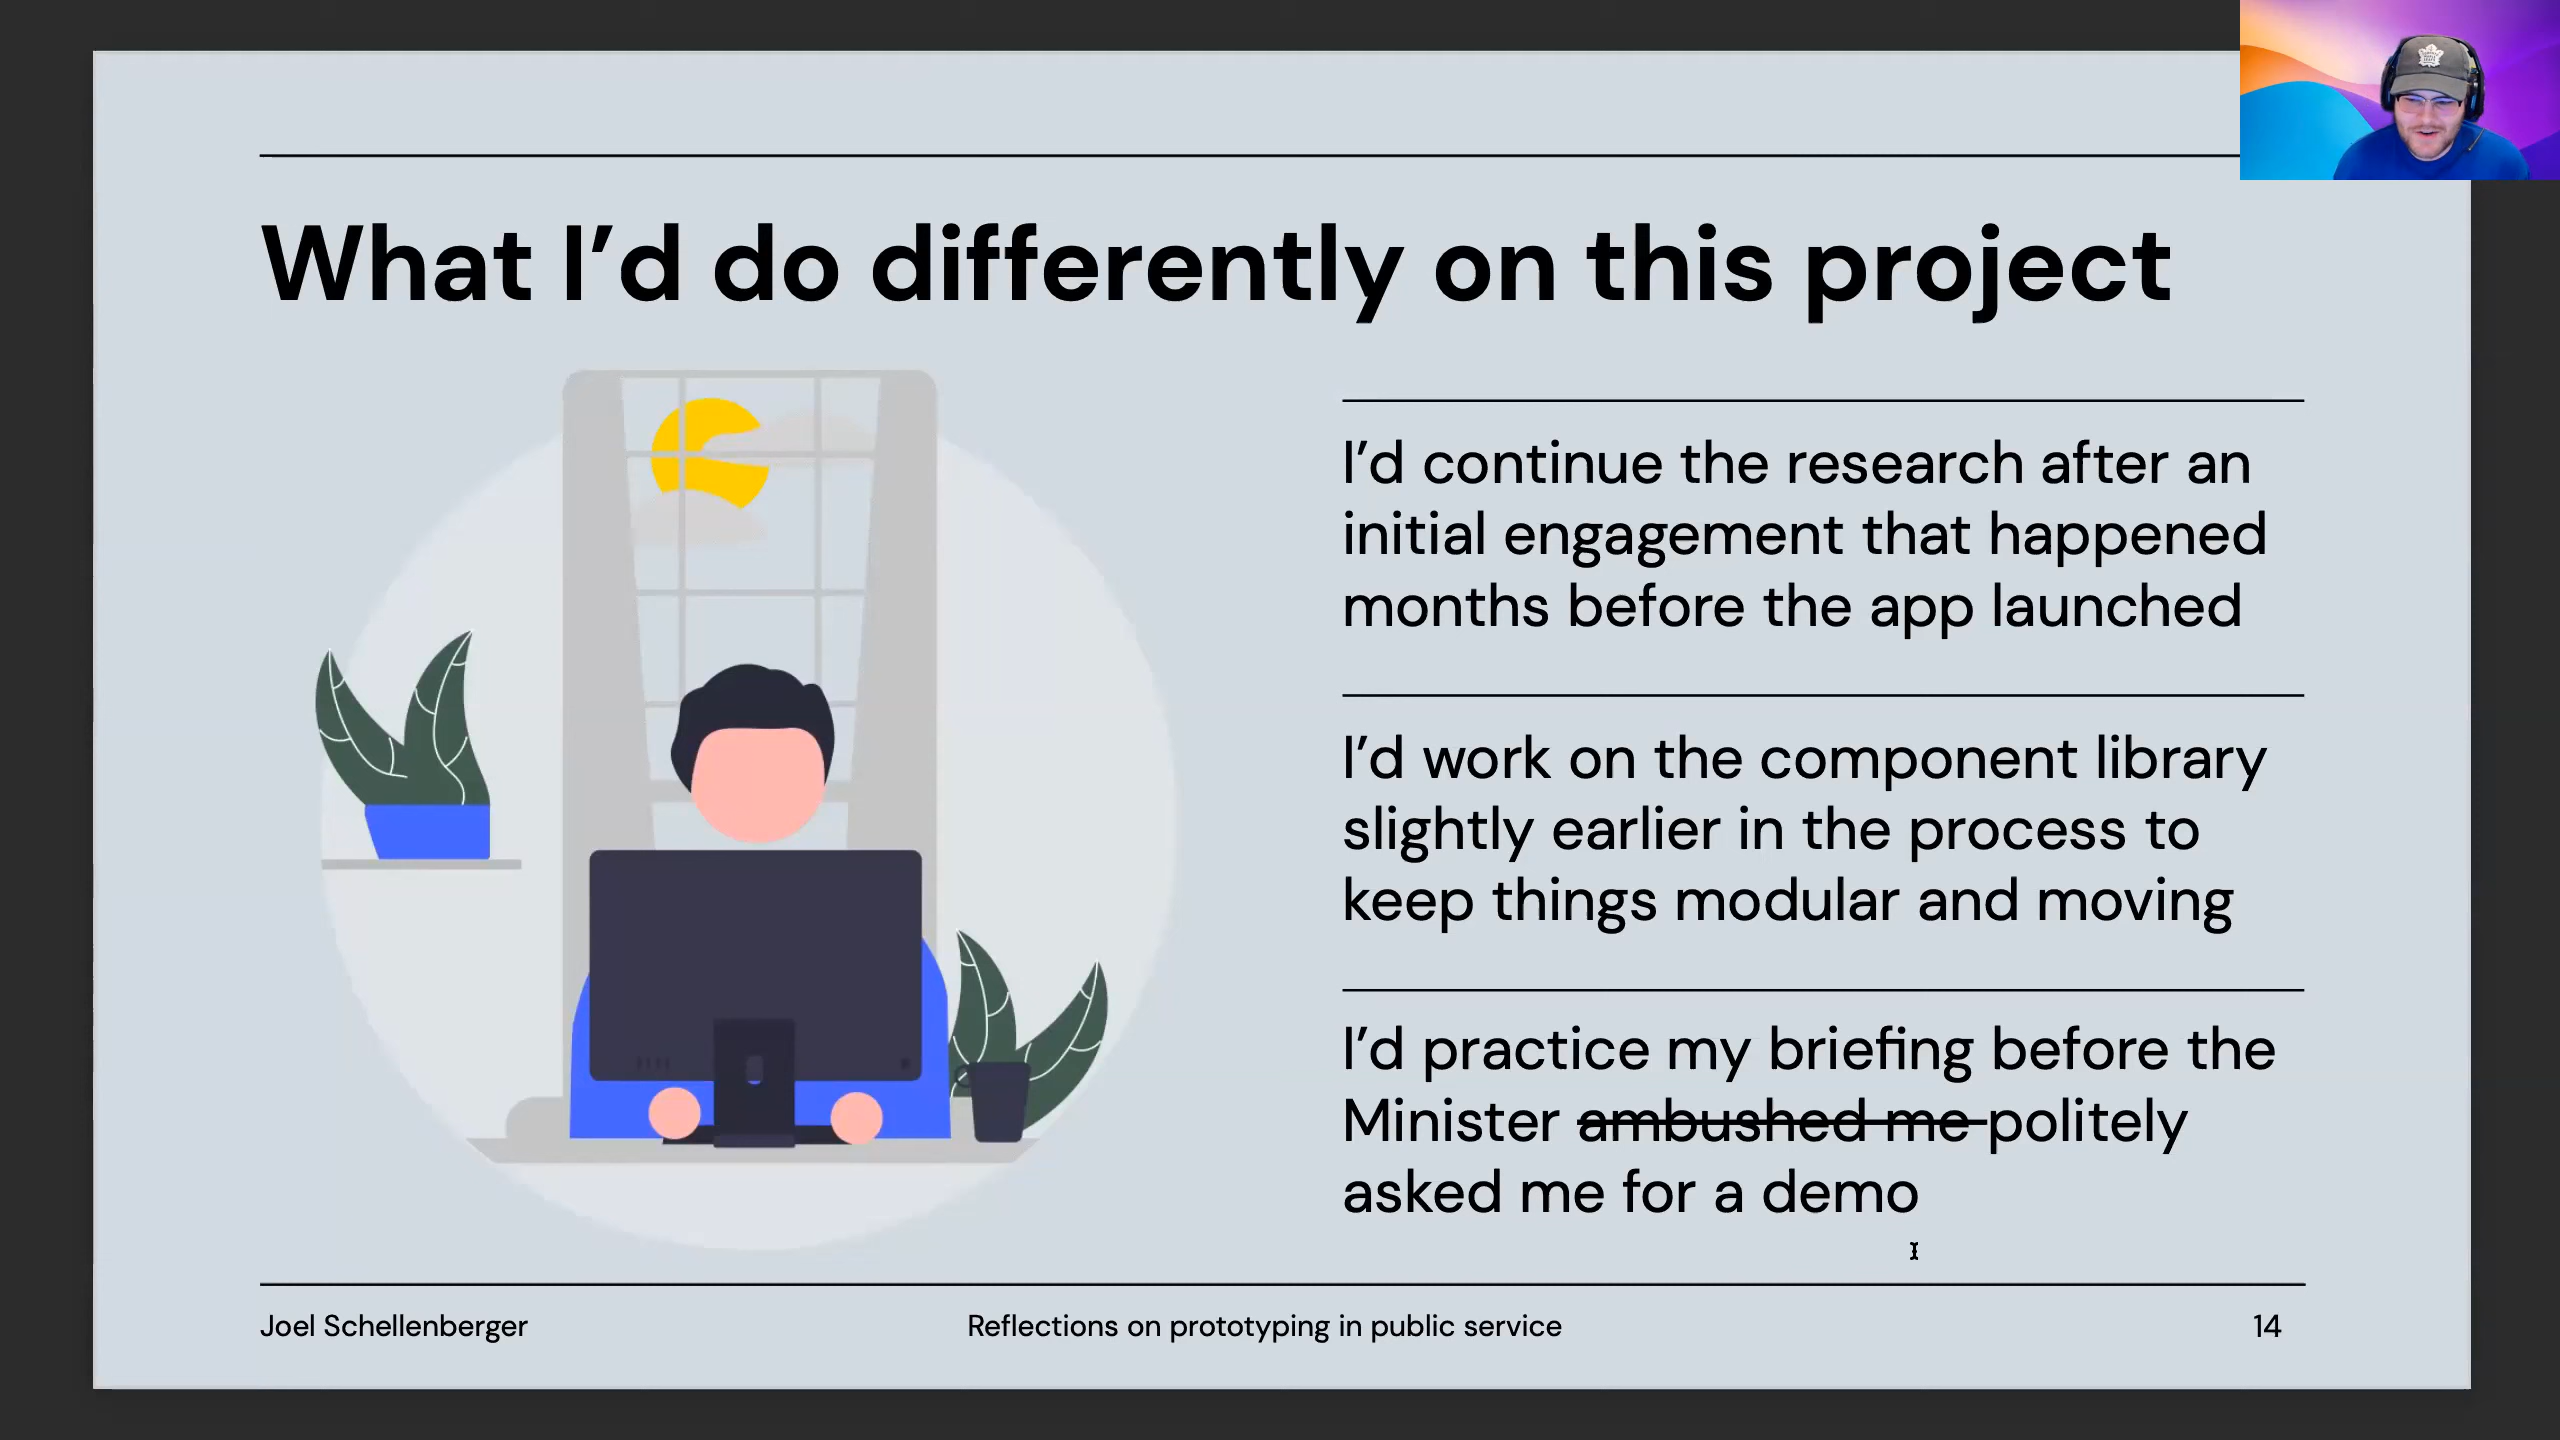 What I’d do differently on this project
I’d continue the research after an
initial engagement that happened
months before the app launched
I’d work on the component library
slightly earlier in the process to
keep things modular and moving
I’d practice my briefing before the
Minister ambushed me politely
asked me for a demo
Joel Schellenberger
Reflections on prototyping in public service
14